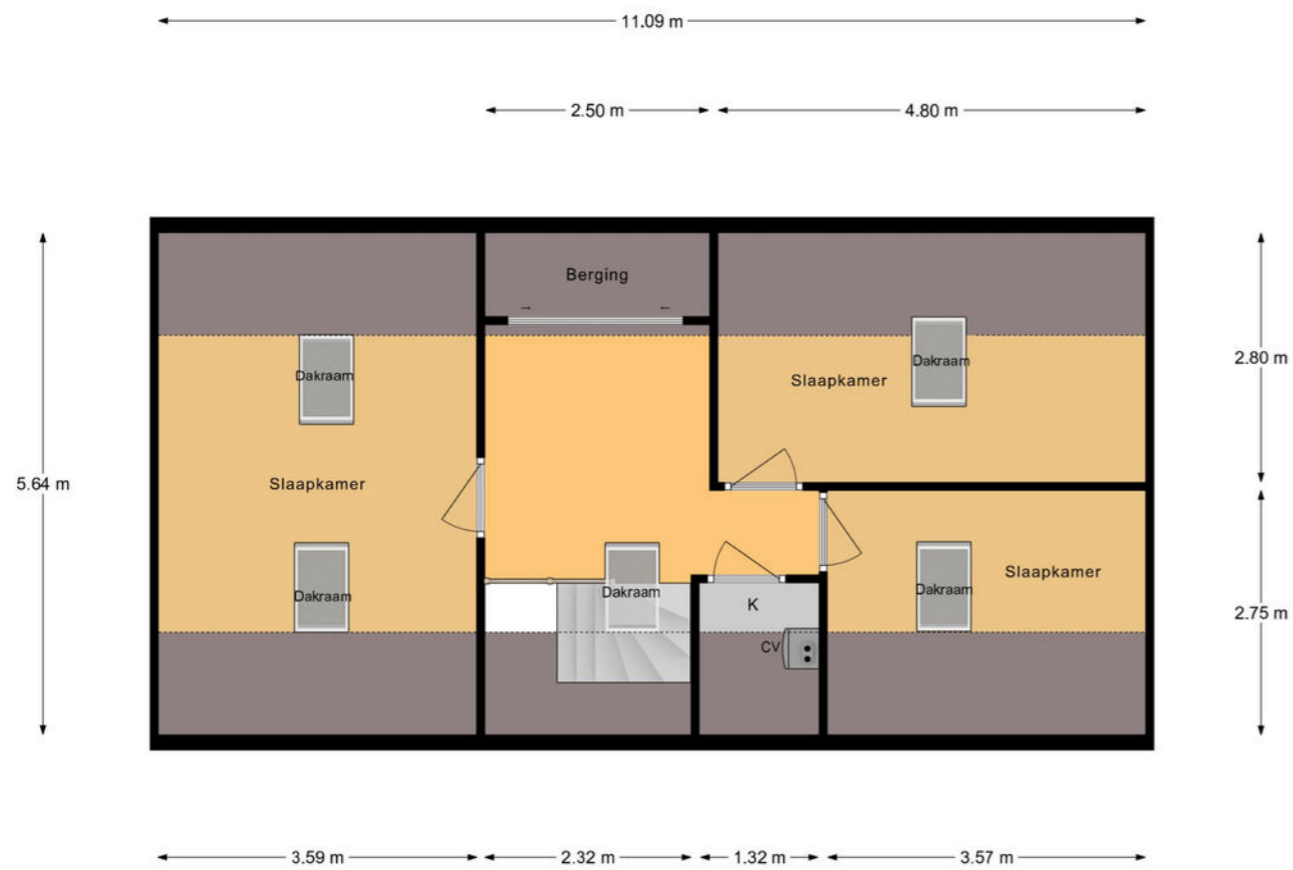 11.09 m
2.50 m
4.80 m
Berging
Dakraam
Slaapkamer
Dakraam
2.80 m
Slaapkamer
5.64 m
Dakraam
Dakraam
K
Dakraam
Slaapkamer
2.75 m
CV
3.59 m
2.32 m
1.32 m
3.57 m